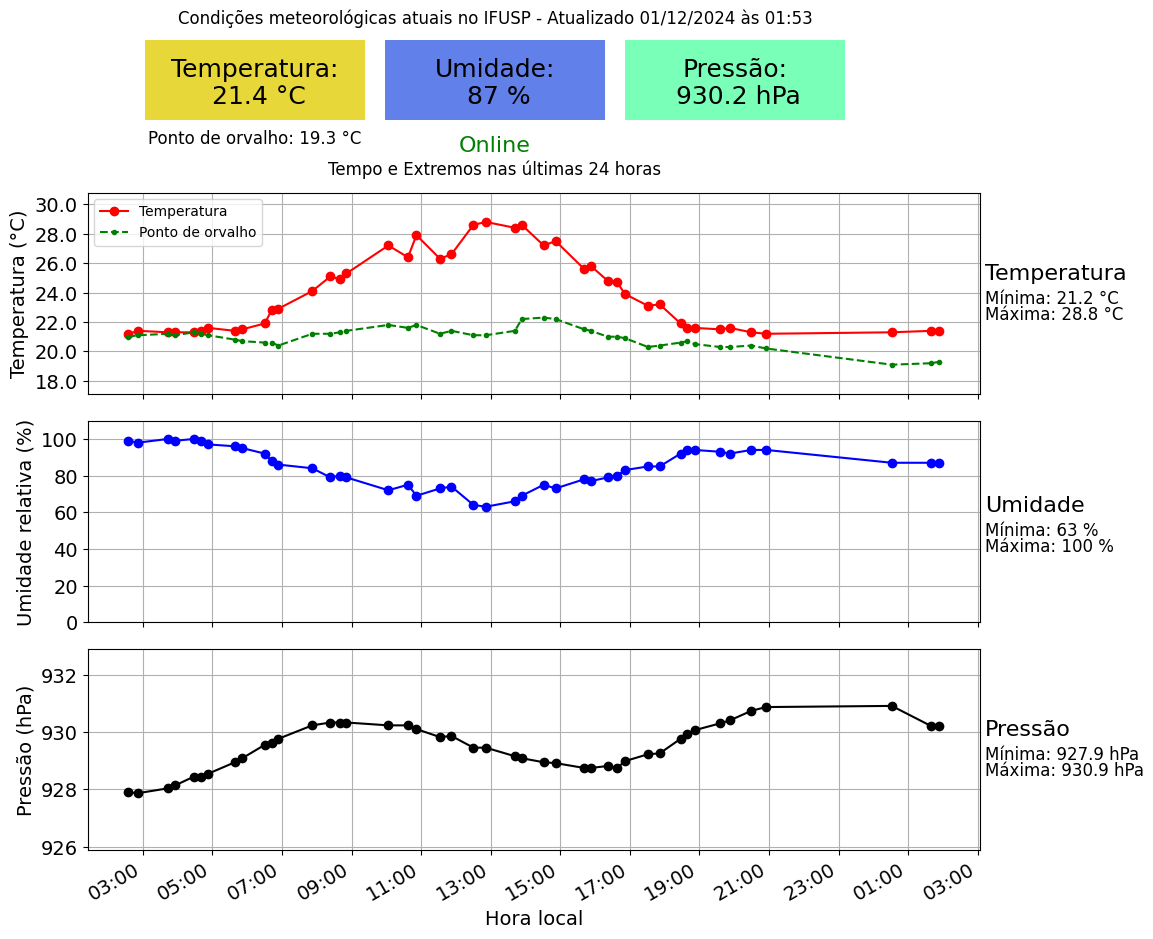 Condições meteorológicas atuais no IFUSP - Atualizado 01/12/2024 às 01:53
Temperatura:
21.4 °C
Umidade:
87 %
Pressão:
930.2 hPa
Ponto de orvalho: 19.3 °C
Online
Tempo e Extremos nas últimas 24 horas
Temperatura (°C)
30.0
28.0
26.0
24.0
22.0
20.0
18.0
Temperatura
Ponto de orvalho
Temperatura
Mínima: 21.2 °C
Máxima: 28.8 °C
Umidade relativa (%)
100
80
60
40
20
0
Umidade
Mínima: 63 %
Máxima: 100 %
Pressão (hPa)
932
930
928
926
Pressão
Mínima: 927.9 hPa
Máxima: 930.9 hPa
03:00 05:00 07:00 09:00 11:00 13:00 15:00 17:00 19:00 21:00 23:00 01:00 03:00
Hora local